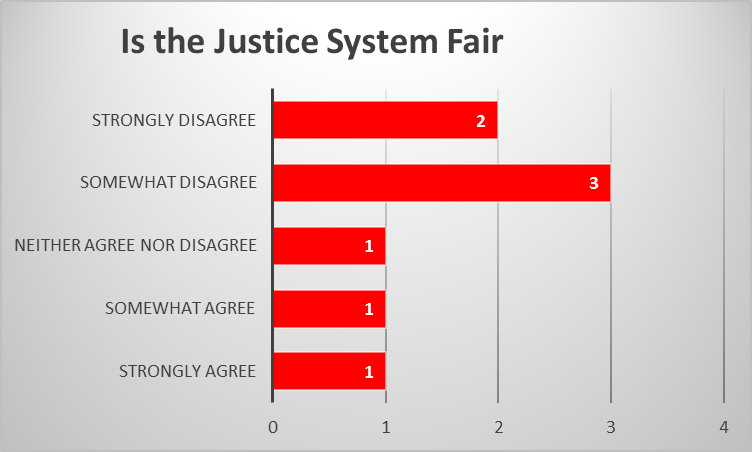 Is the Justice System Fair
STRONGLY DISAGREE 2
SOMEWHAT DISAGREE 3
NEITHER AGREE NOR DISAGREE 1
SOMEWHAT AGREE 1
STRONGLY AGREE 1
0 1 2 3 4